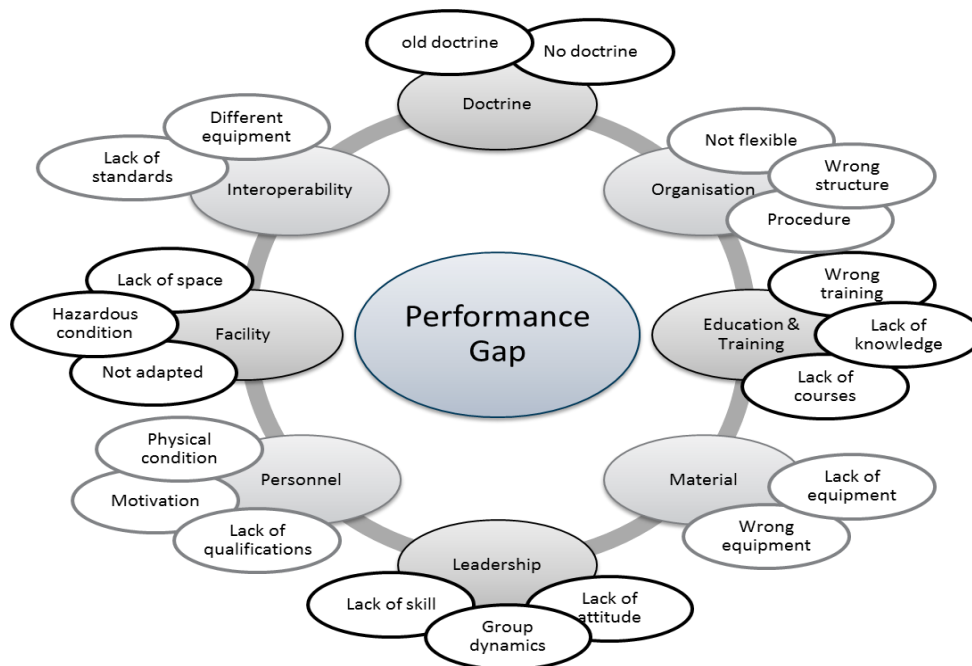 old doctrine
No doctrine
Doctrine
Different
equipment
Lack of
standards
Interoperability
Not flexible
Wrong
structure
Organisation
Procedure
Lack of space
Hazardous
condition
Facility
Not adapted
Performance
Gap
Wrong
training
Education &
Training
Lack of
knowledge
Lack of
courses
Physical
condition
Motivation
Personnel
Lack of
qualifications
Material
Lack of
equipment
Wrong
equipment
Leadership
Lack of skill
Group
dynamics
Lack of
attitude